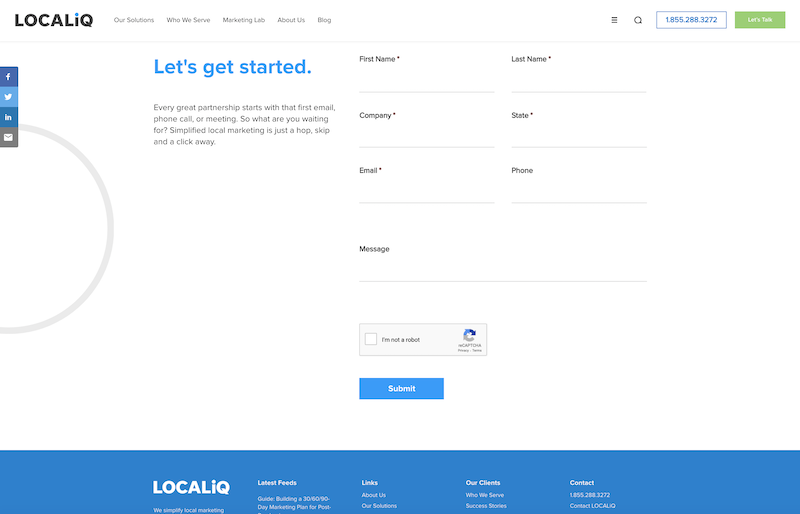 LOCALiQ
Our Solutions Who We Serve Marketing Lab About Us Blog
1.855.288.3272
Let's Talk
Let's get started.
Every great partnership starts with that first email,
phone call, or meeting. So what are you waiting
for? Simplified local marketing is just a hop, skip
and a click away.
First Name *
Last Name *
Company *
State *
Email *
Phone
Message
I'm not a robot
reCAPTCHA
Privacy - Terms
Submit
LOCALiQ
We simplify local marketing
Latest Feeds
Guide: Building a 30/60/90-
Day Marketing Plan for Post-
Links
About Us
Our Solutions
Our Clients
Who We Serve
Success Stories
Contact
1.855.288.3272
Contact LOCALiQ